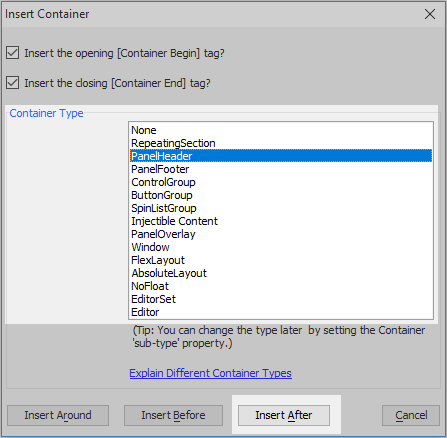 Insert Container
Insert the opening [Container Begin] tag?
Insert the closing [Container End] tag?
Container Type
None
RepeatingSection
PanelHeader
PanelFooter
ControlGroup
ButtonGroup
SpinListGroup
Injectible Content
PanelOverlay
Window
FlexLayout
AbsoluteLayout
NoFloat
EditorSet
Editor
(Tip: You can change the type later by setting the Container
'sub-type' property.)
Explain Different Container Types
Insert Around Insert Before Insert After Cancel